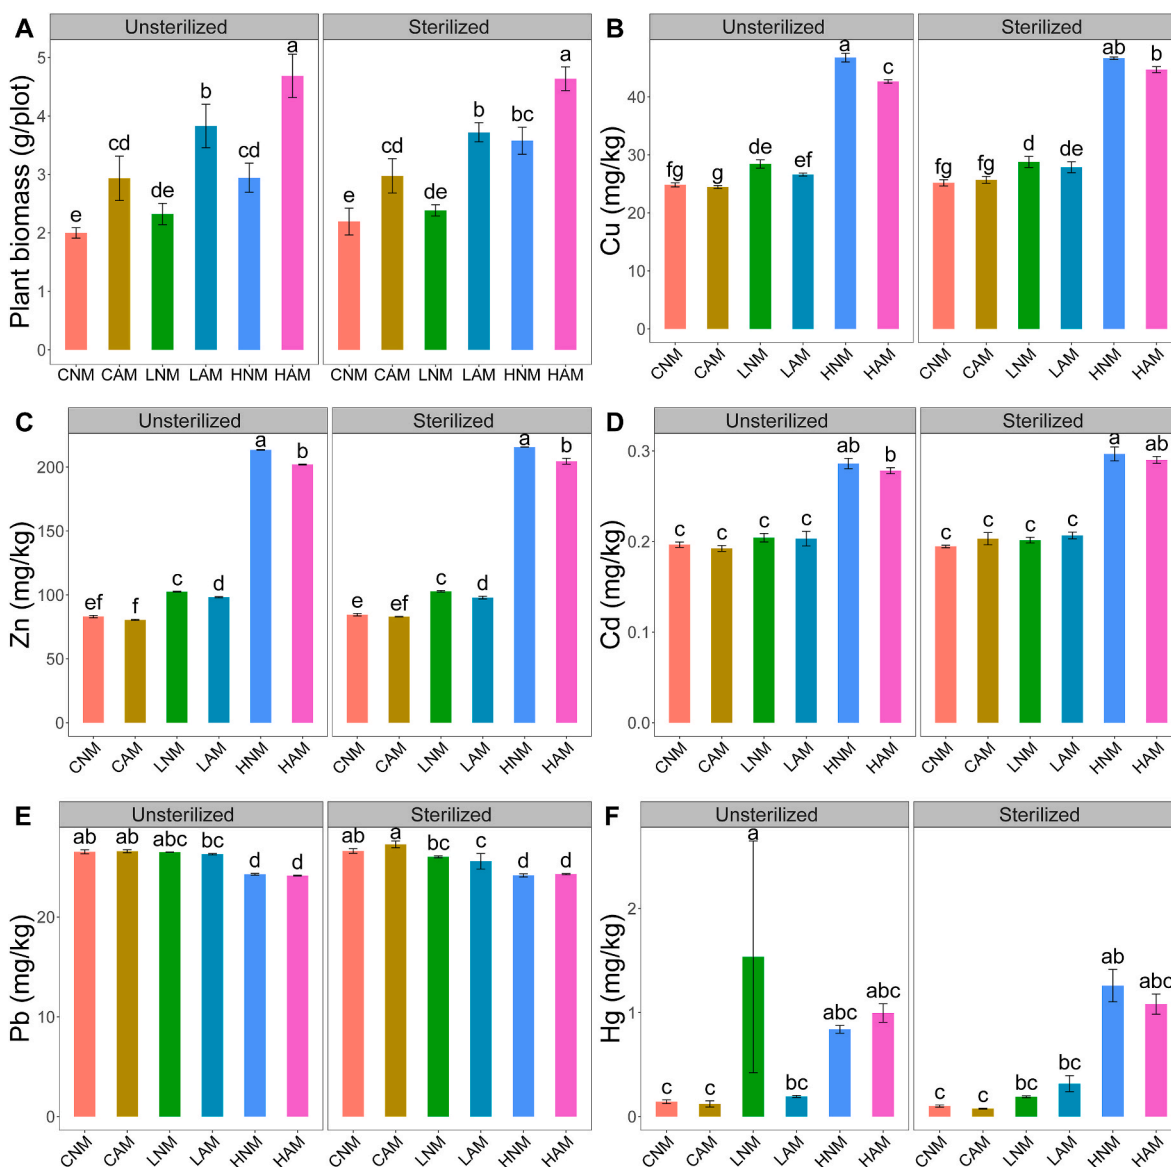 A
Unsterilized
Sterilized
Plant biomass (g/plot)
5
4
3
2
1
0
e
cd
de
b
cd
a
e
cd
de
b
bc
a
CNM CAM LNM LAM HNM HAM
CNM CAM LNM LAM HNM HAM
B
Unsterilized
Sterilized
Cu (mg/kg)
40
30
20
10
0
fg
g
de
ef
a
c
fg
fg
d
de
ab
b
CNM CAM LNM LAM HNM HAM
CNM CAM LNM LAM HNM HAM
C
Unsterilized
Sterilized
Zn (mg/kg)
200
150
100
50
0
ef
f
c
d
a
b
e
ef
c
d
a
b
CNM CAM LNM LAM HNM HAM
CNM CAM LNM LAM HNM HAM
D
Unsterilized
Sterilized
Cd (mg/kg)
0.3
0.2
0.1
0.0
c
c
c
c
ab
b
c
c
c
c
a
ab
CNM CAM LNM LAM HNM HAM
CNM CAM LNM LAM HNM HAM
E
Unsterilized
Sterilized
Pb (mg/kg)
20
10
0
ab
ab
abc
bc
d
d
ab
a
bc
c
d
d
CNM CAM LNM LAM HNM HAM
CNM CAM LNM LAM HNM HAM
F
Unsterilized
Sterilized
Hg (mg/kg)
2
1
0
c
c
a
bc
abc
abc
c
c
bc
bc
ab
abc
CNM CAM LNM LAM HNM HAM
CNM CAM LNM LAM HNM HAM